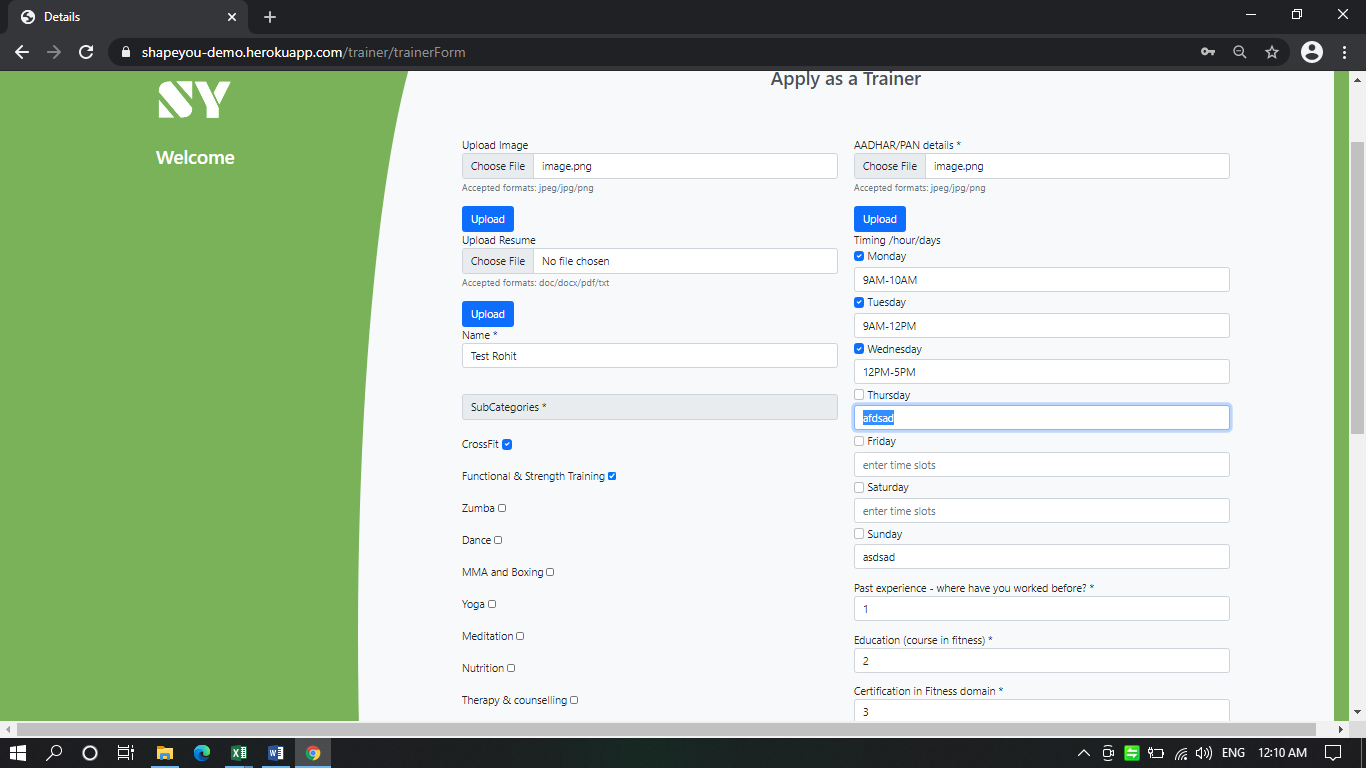 Details
shapeyou-demo.herokuapp.com/trainer/trainerForm
SY
Welcome
Apply as a Trainer
Upload Image
Choose File image.png
Accepted formats: jpeg/jpg/png
Upload
Upload Resume
Choose File No file chosen
Accepted formats: doc/docx/pdf/txt
Upload
Name *
Test Rohit
SubCategories *
CrossFit
Functional & Strength Training
Zumba
Dance
MMA and Boxing
Yoga
Meditation
Nutrition
Therapy & counselling
AADHAR/PAN details *
Choose File image.png
Accepted formats: jpeg/jpg/png
Upload
Timing /hour/days
Monday
9AM-10AM
Tuesday
9AM-12PM
Wednesday
12PM-5PM
Thursday
afdsad
Friday
enter time slots
Saturday
enter time slots
Sunday
asdsad
Past experience - where have you worked before? *
1
Education (course in fitness) *
2
Certification in Fitness domain *
3
ENG 12:10 AM